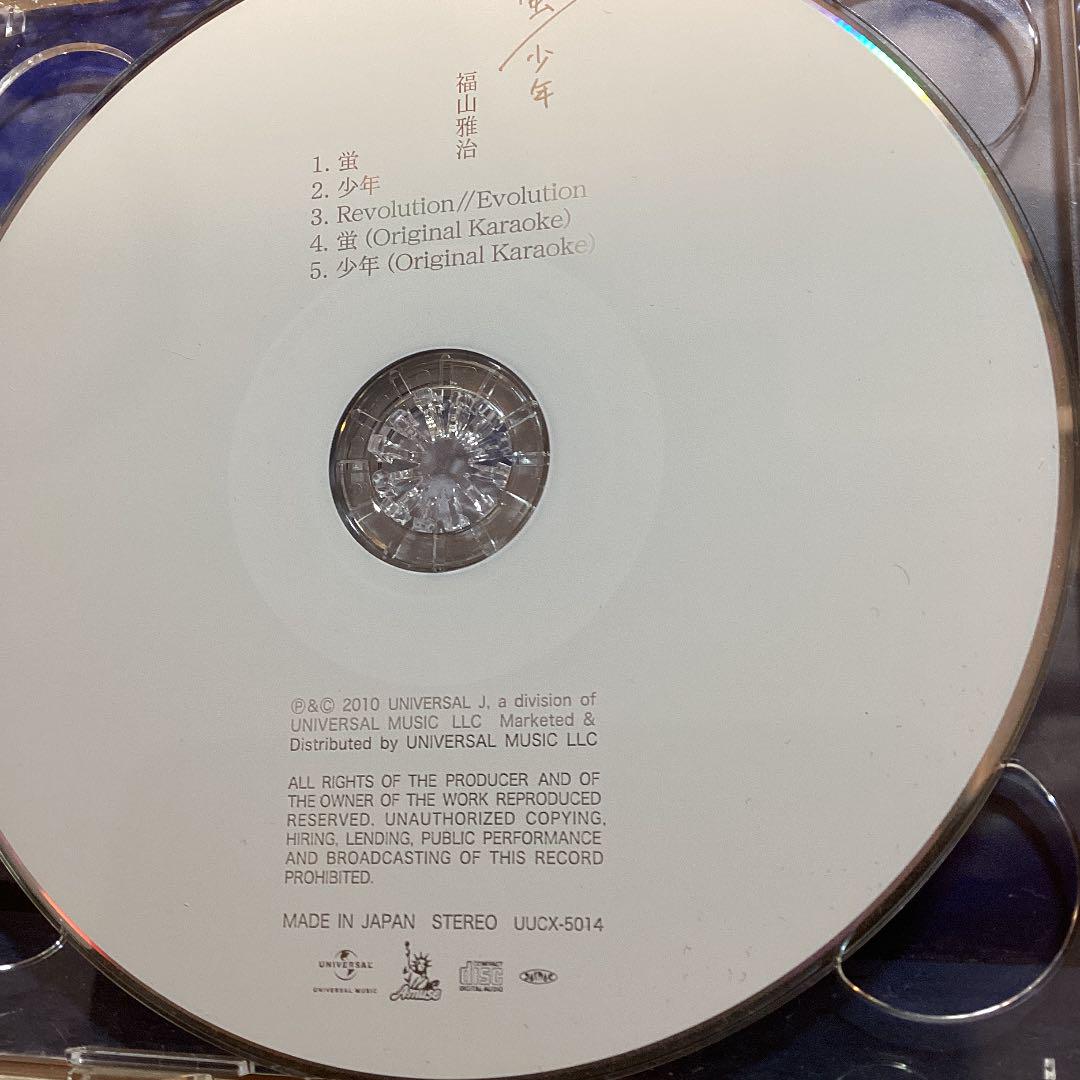 蛍/少年
福山雅治
1. 蛍
2. 少年
3. Revolution//Evolution
4. 蛍 (Original Karaoke)
5. 少年 (Original Karaoke)
℗&© 2010 UNIVERSAL J, a division of
UNIVERSAL MUSIC LLC Marketed &
Distributed by UNIVERSAL MUSIC LLC
ALL RIGHTS OF THE PRODUCER AND OF
THE OWNER OF THE WORK REPRODUCED
RESERVED. UNAUTHORIZED COPYING,
HIRING, LENDING, PUBLIC PERFORMANCE
AND BROADCASTING OF THIS RECORD
PROHIBITED.
MADE IN JAPAN STEREO UUCX-5014
UNIVERSAL
UNIVERSAL MUSIC
Amuse
COMPACT
disc
DIGITAL AUDIO